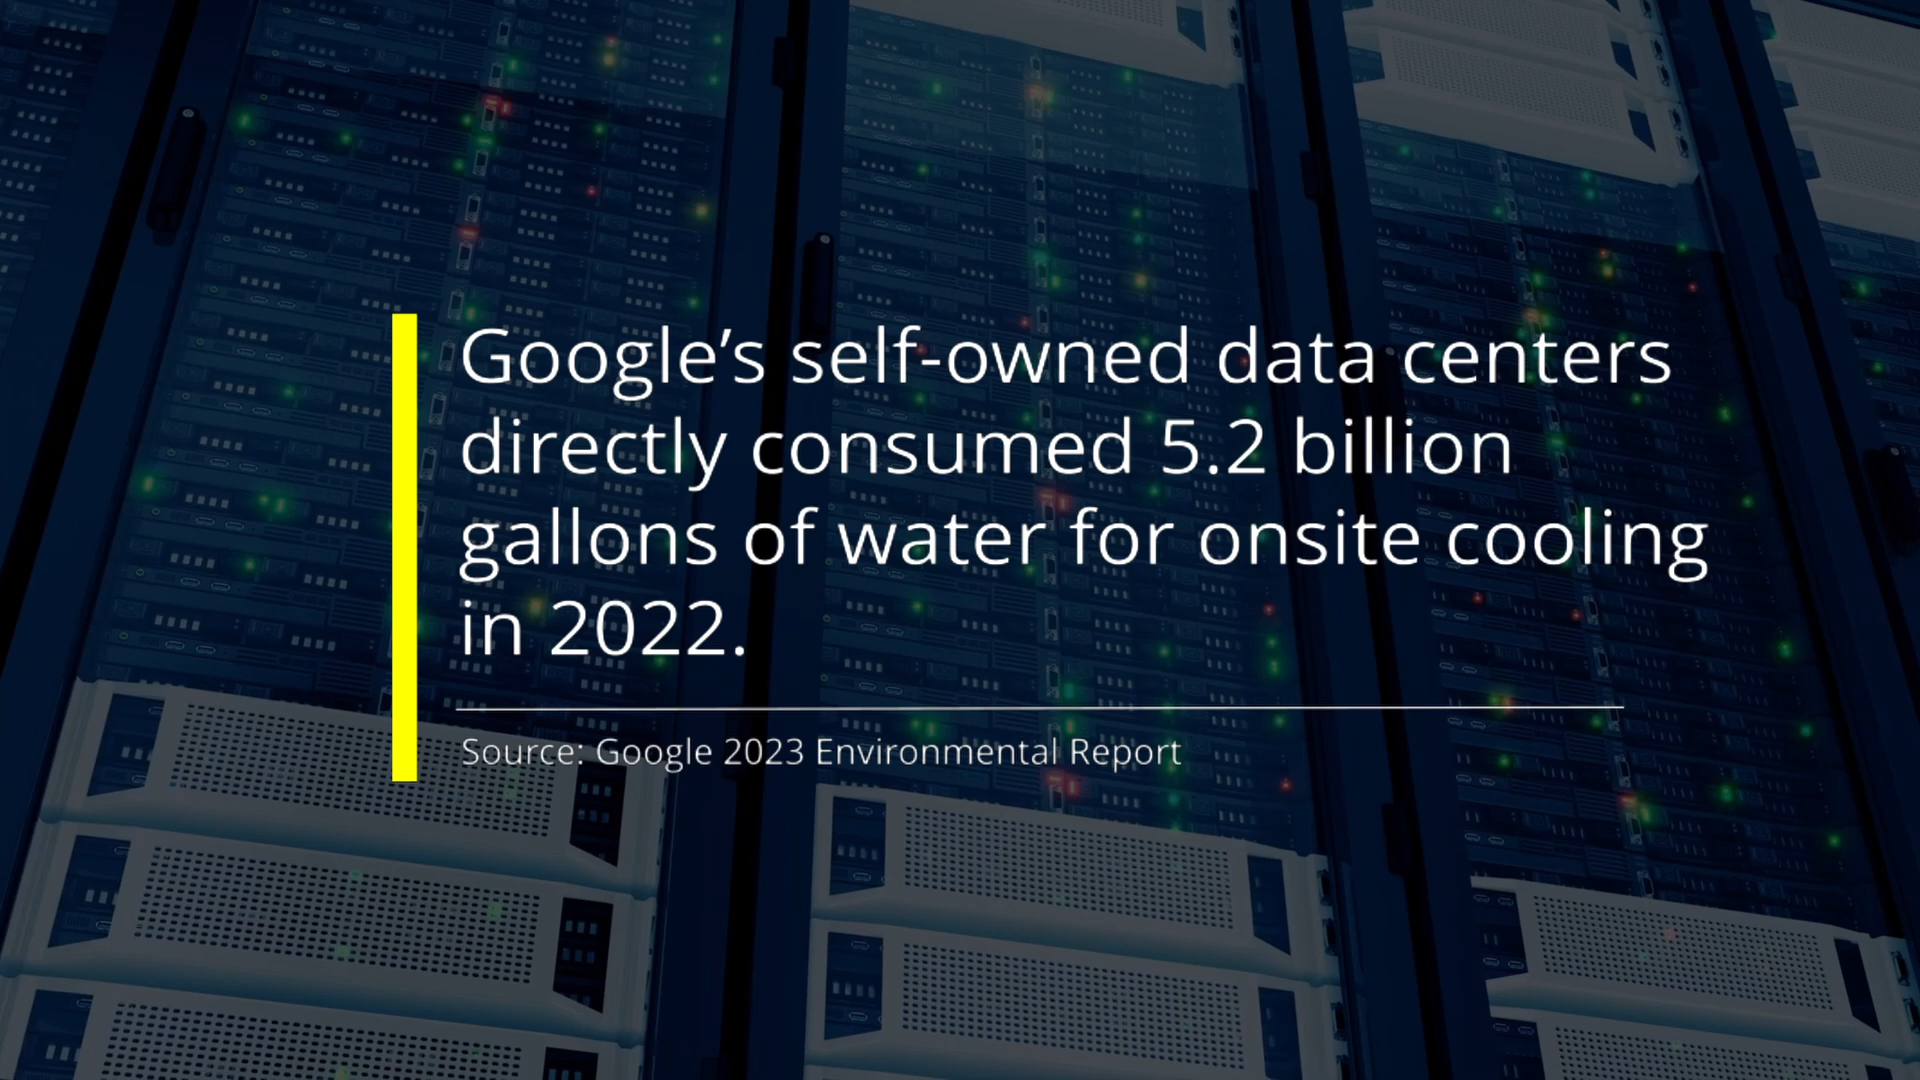 Google’s self-owned data centers
directly consumed 5.2 billion
gallons of water for onsite cooling
in 2022.
Source: Google 2023 Environmental Report